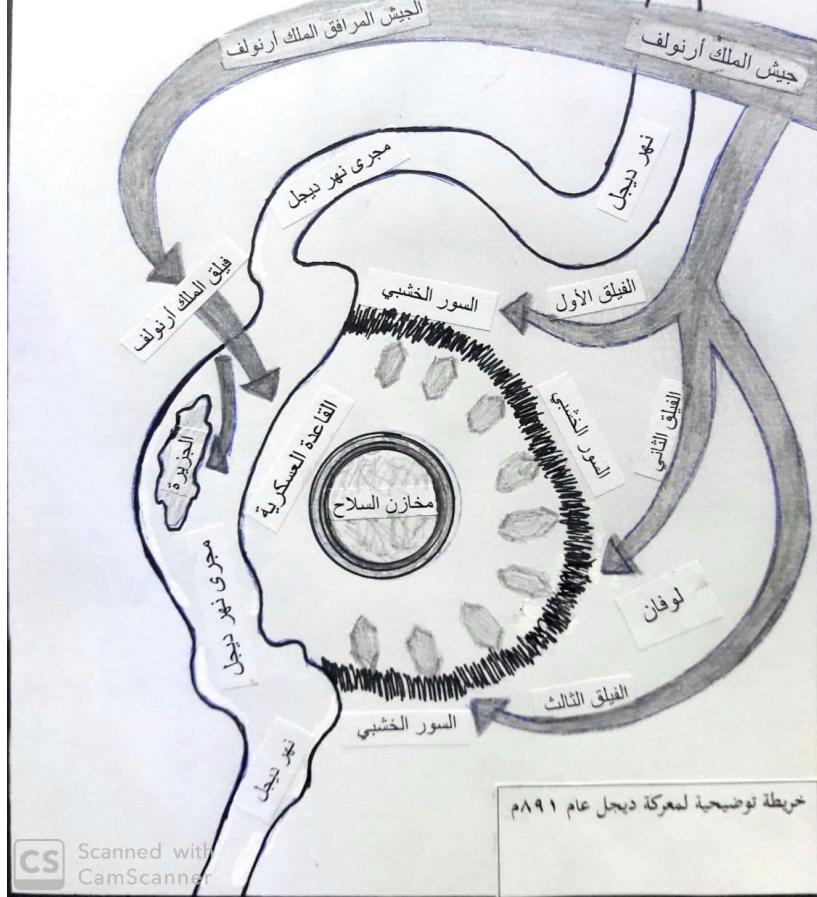 الجيش المرافق الملك أرنولف
جيش الملك أرنولف
نهر ديجل
مجرى نهر ديجل
فيلق الملك أرنولف
السور الخشبي
الفيلق الأول
السور الخشبي
الفيلق الثاني
القاعدة العسكرية
الجزيرة
مخازن السلاح
مجرى نهر ديجل
لوفان
الفيلق الثالث
السور الخشبي
نهر ديجل
خريطة توضيحية لمعركة ديجل عام ٨٩١م
CS
Scanned with
CamScanner